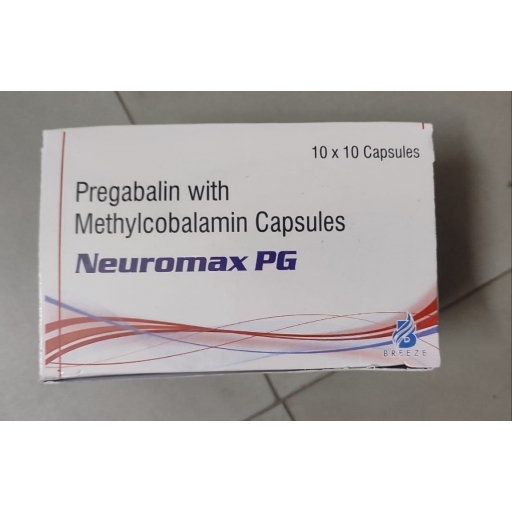 10 x 10 Capsules
Pregabalin with
Methylcobalamin Capsules
Neuromax PG
BREEZE